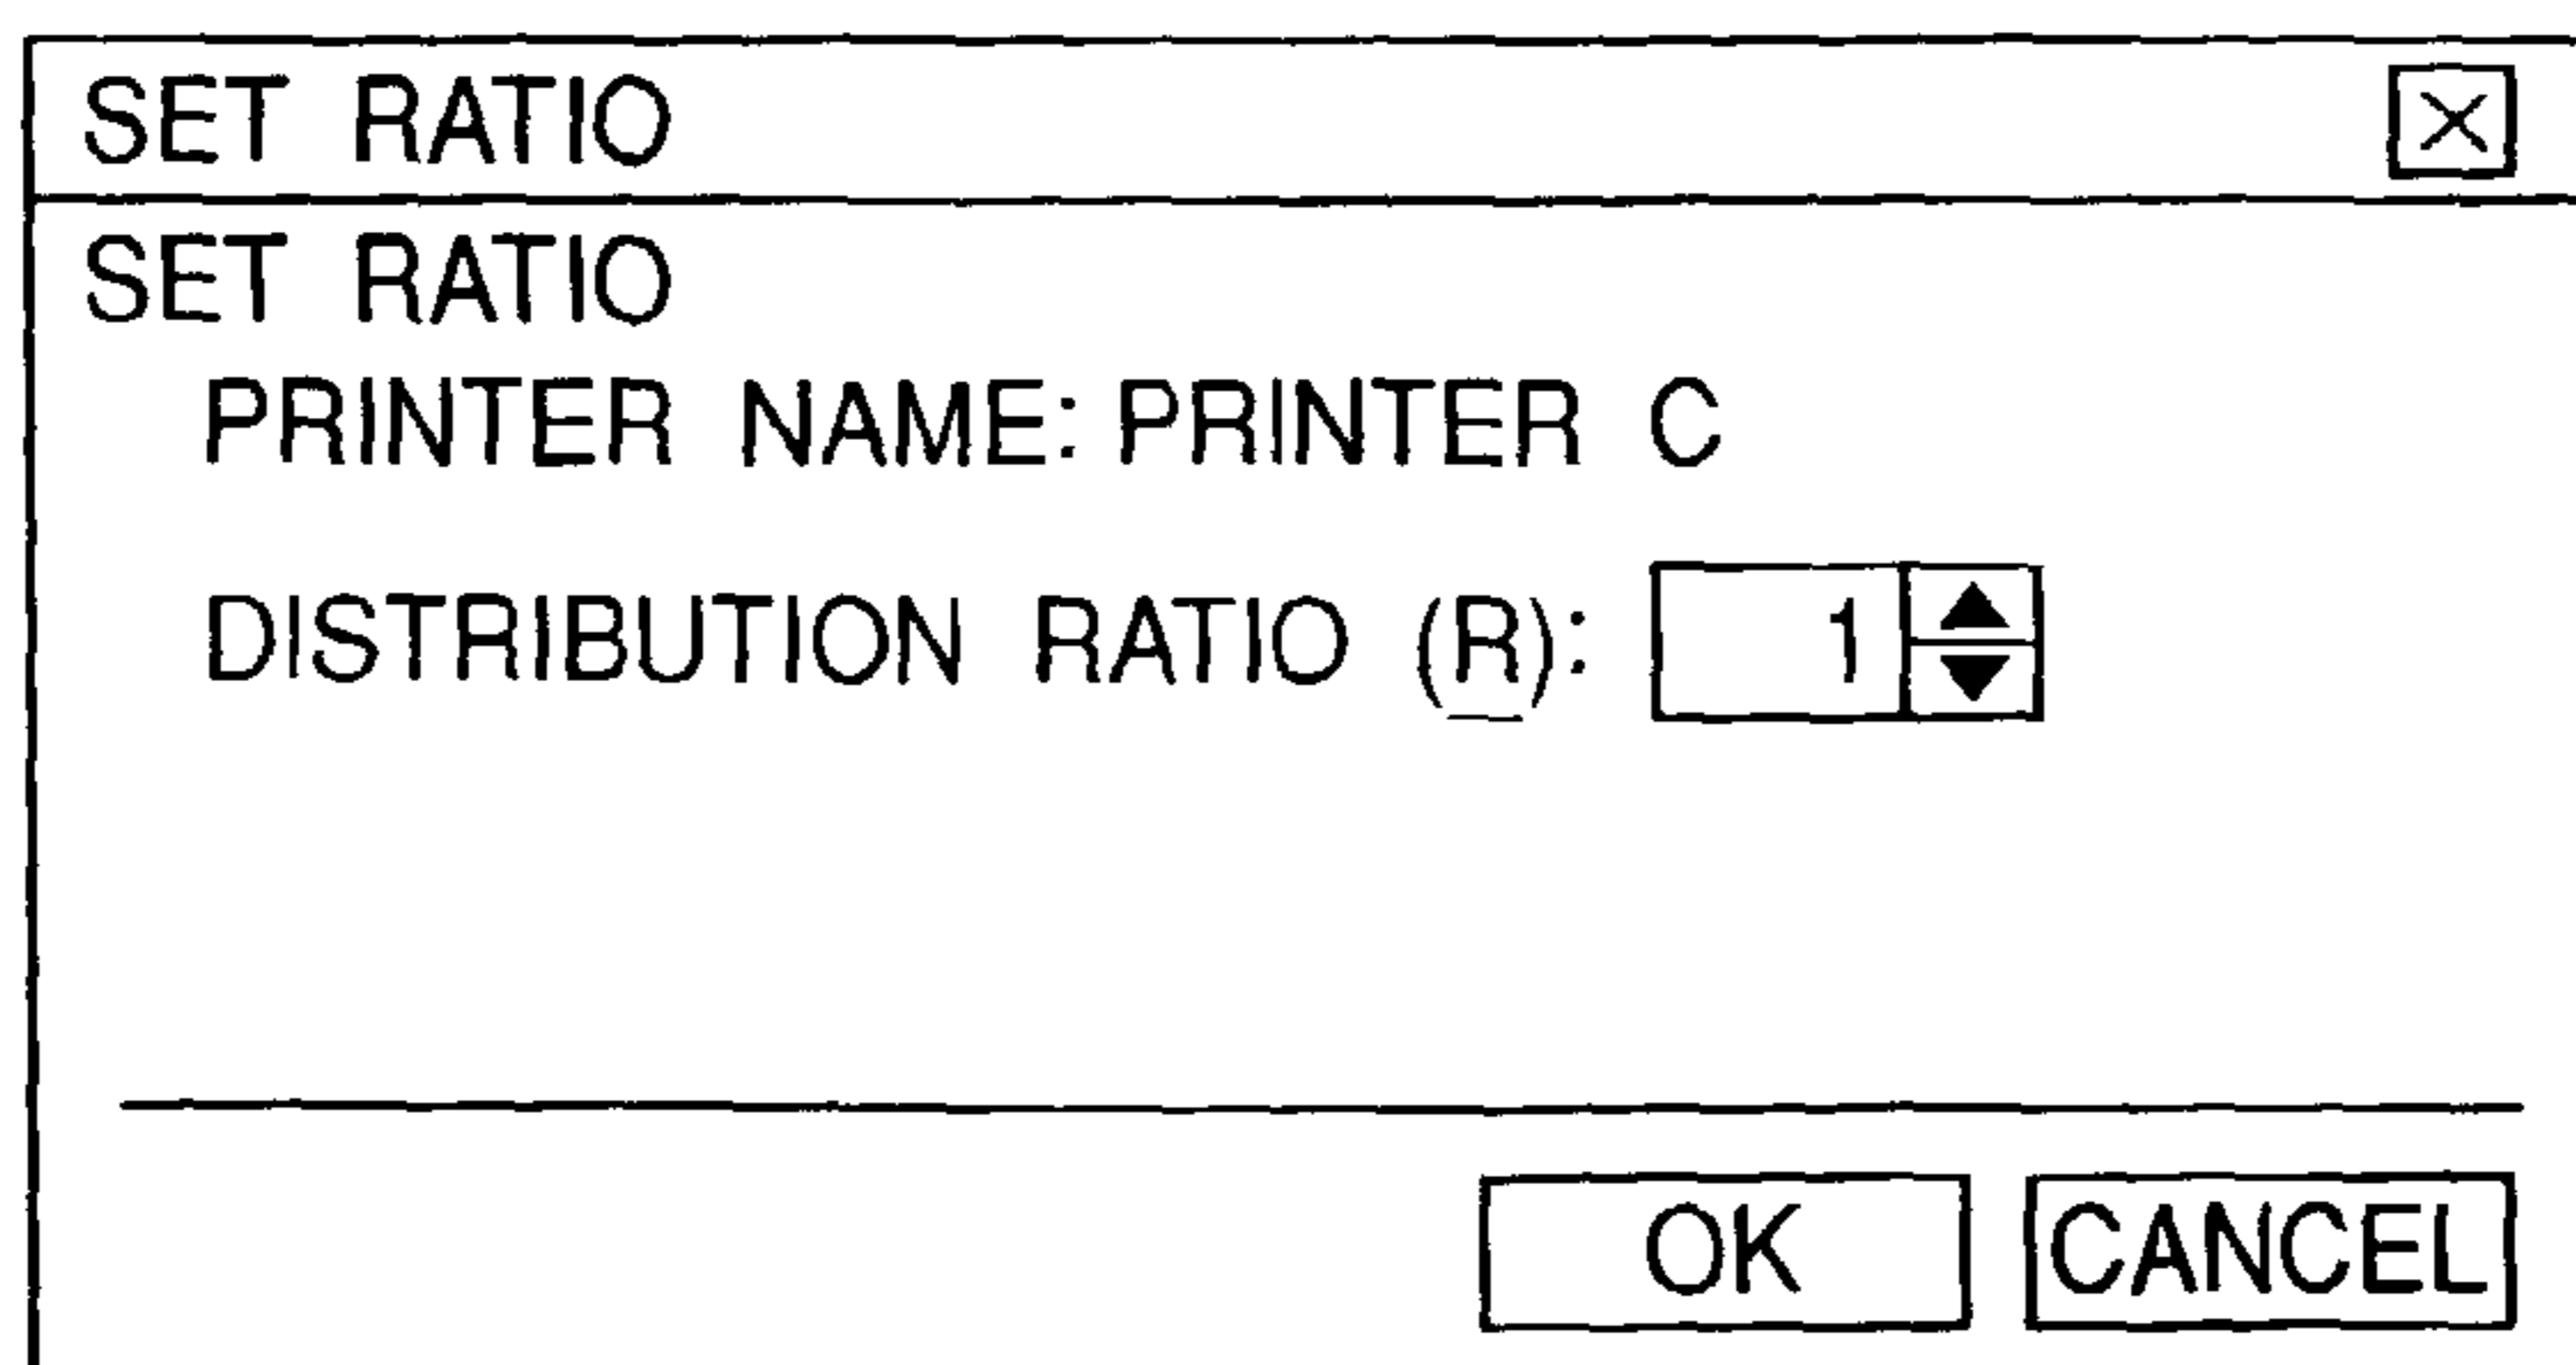 SET RATIO
SET RATIO
PRINTER NAME: PRINTER C
DISTRIBUTION RATIO (R): 1
OK CANCEL